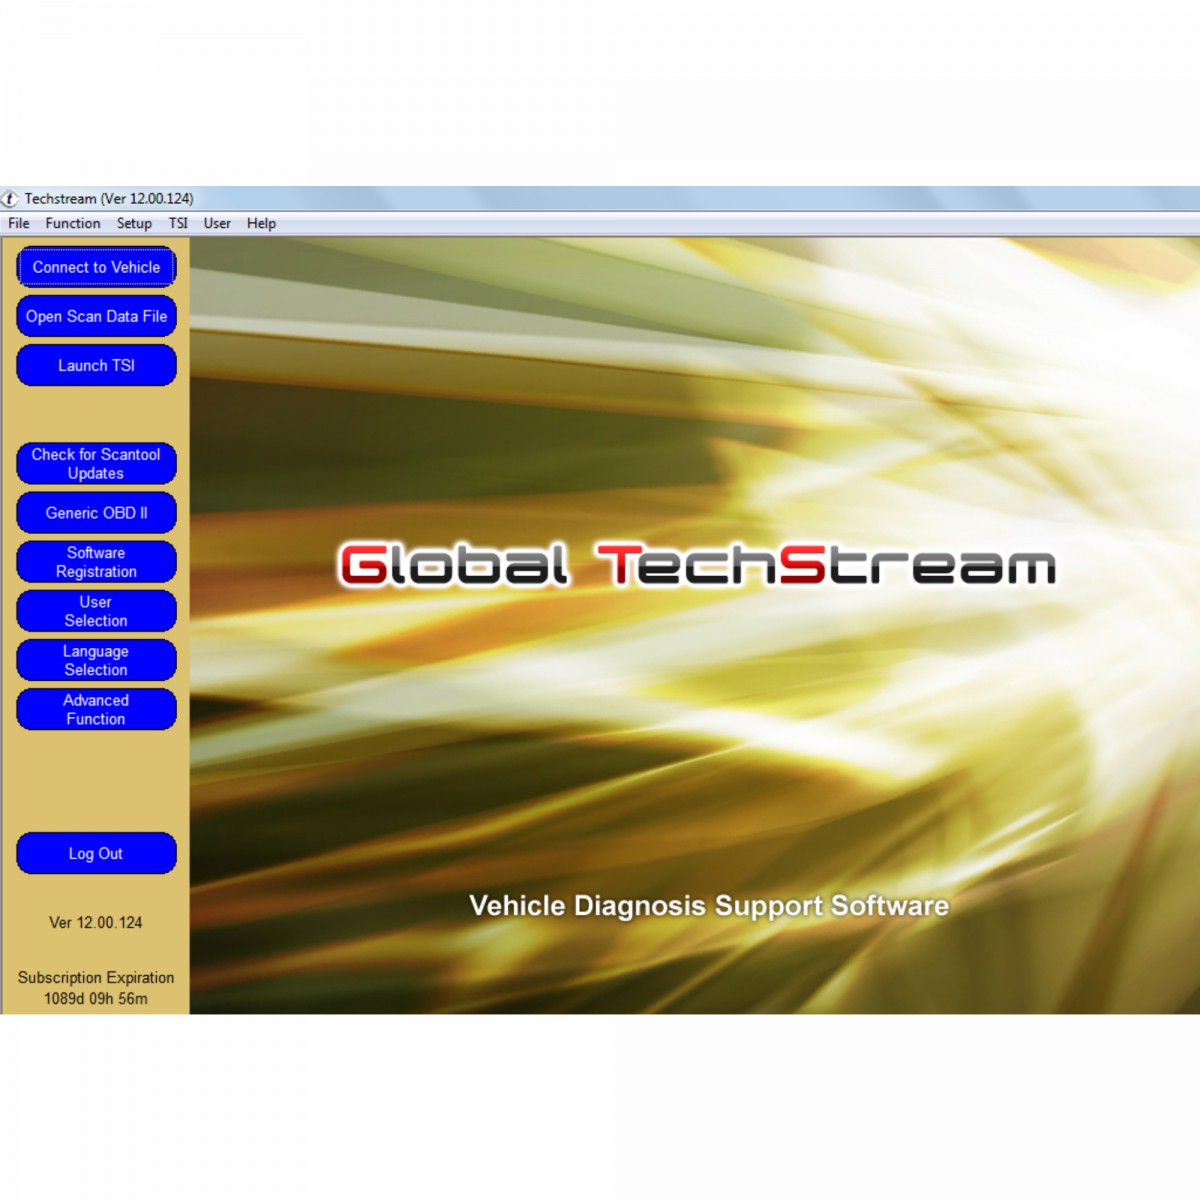 Techstream (Ver 12.00.124)
File Function Setup TSI User Help
Connect to Vehicle
Open Scan Data File
Launch TSI
Check for Scantool
Updates
Generic OBD II
Software
Registration
User
Selection
Language
Selection
Advanced
Function
Log Out
Ver 12.00.124
Subscription Expiration
1089d 09h 56m
Global TechStream
Vehicle Diagnosis Support Software